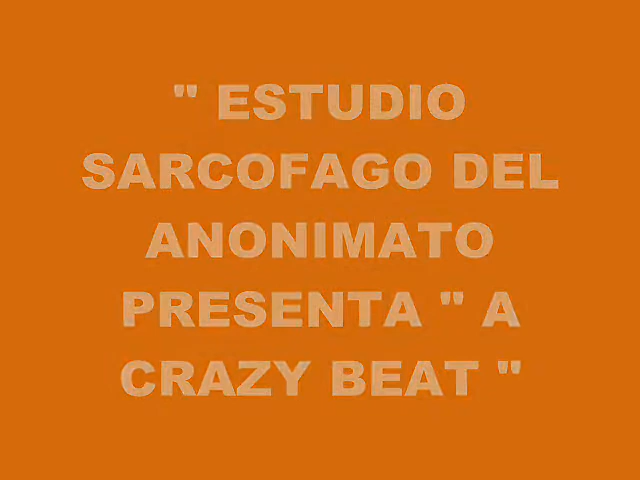 " ESTUDIO
SARCOFAGO DEL
ANONIMATO
PRESENTA " A
CRAZY BEAT "